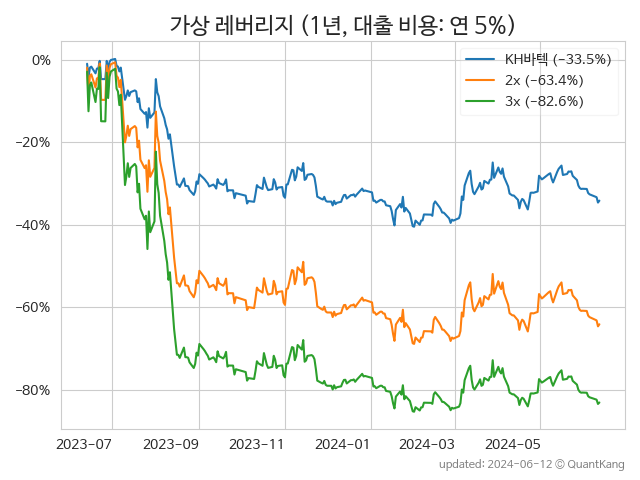 가상 레버리지 (1년, 대출 비용: 연 5%)
KH바텍 (−33.5%)
2x (−63.4%)
3x (−82.6%)
0%
−20%
−40%
−60%
−80%
2023-07 2023-09 2023-11 2024-01 2024-03 2024-05
updated: 2024-06-12 © QuantKang